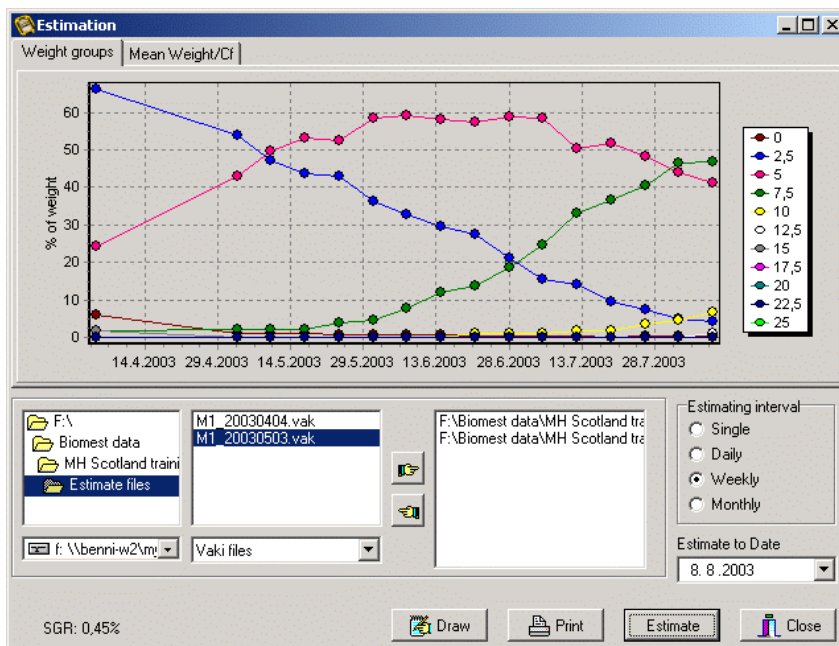 Estimation
Weight groups
Mean Weight/Cf
% of weight
60
50
40
30
20
10
0
14.4.2003 29.4.2003 14.5.2003 29.5.2003 13.6.2003 28.6.2003 13.7.2003 28.7.2003
0
2,5
5
7,5
10
12,5
15
17,5
20
22,5
25
F:\
Biomest data
MH Scotland traini
Estimate files
f: \\benni-w2\my
M1_20030404.vak
M1_20030503.vak
Vaki files
F:\Biomest data\MH Scotland tra
F:\Biomest data\MH Scotland tra
Estimating interval
Single
Daily
Weekly
Monthly
Estimate to Date
8. 8 .2003
SGR: 0,45%
Draw
Print
Estimate
Close